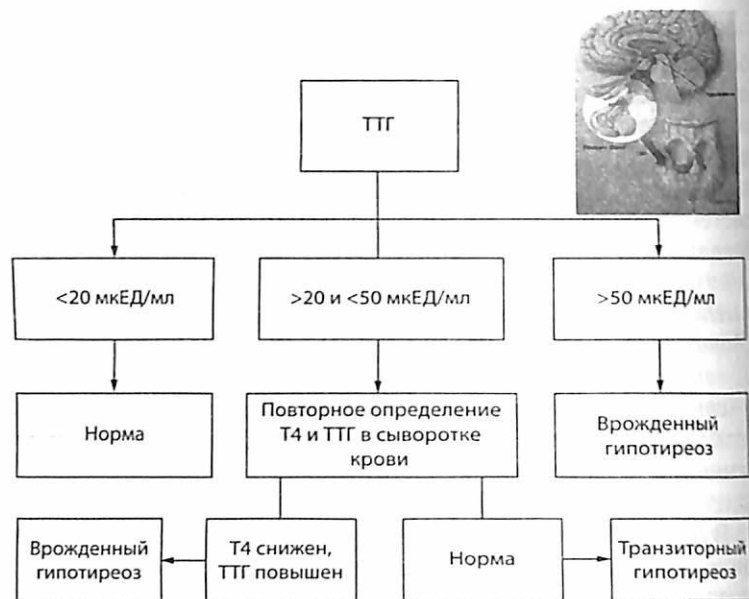 ТТГ
<20 мкЕД/мл
>20 и <50 мкЕД/мл
>50 мкЕД/мл
Норма
Повторное определение
Т4 и ТТГ в сыворотке
крови
Врожденный
гипотиреоз
Врожденный
гипотиреоз
Т4 снижен,
ТТГ повышен
Норма
Транзиторный
гипотиреоз